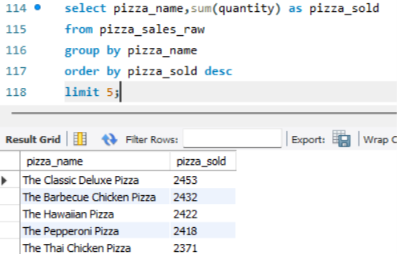 114 select pizza_name,sum(quantity) as pizza_sold
115 from pizza_sales_raw
116 group by pizza_name
117 order by pizza_sold desc
118 limit 5;
Result Grid Filter Rows: Export: Wrap C
pizza_name pizza_sold
The Classic Deluxe Pizza 2453
The Barbecue Chicken Pizza 2432
The Hawaiian Pizza 2422
The Pepperoni Pizza 2418
The Thai Chicken Pizza 2371